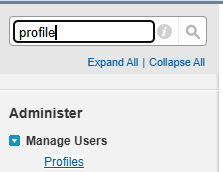 profile
Expand All | Collapse All
Administer
Manage Users
Profiles